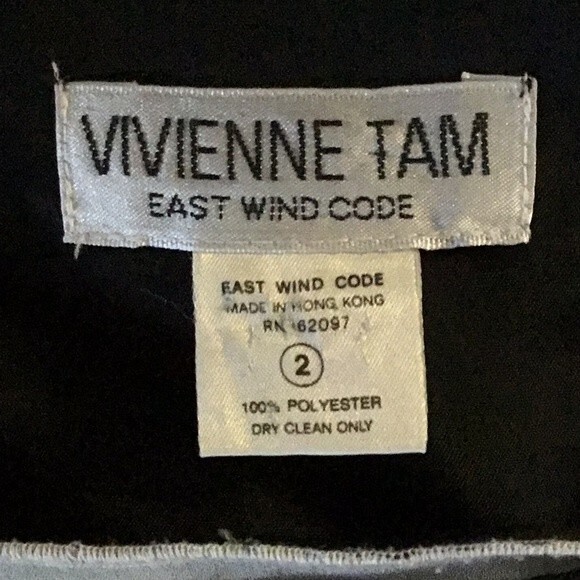 VIVIENNE TAM
EAST WIND CODE
EAST WIND CODE
MADE IN HONG KONG
RN 62097
2
100% POLYESTER
DRY CLEAN ONLY